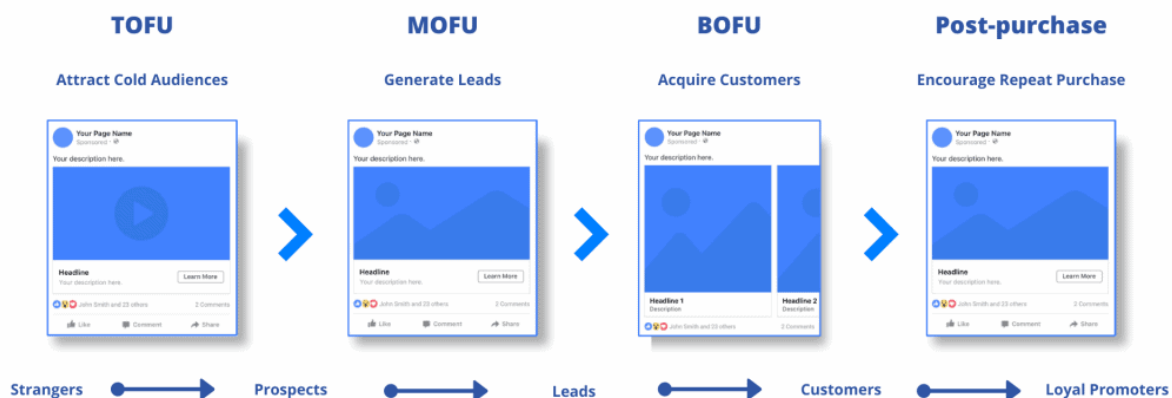 TOFU
MOFU
BOFU
Post-purchase
Attract Cold Audiences
Generate Leads
Acquire Customers
Encourage Repeat Purchase
Your Page Name
Sponsored ·
Your description here.
Headline
Your description here.
Learn More
John Smith and 23 others
2 Comments
Like
Comment
Share
Your Page Name
Sponsored ·
Your description here.
Headline
Your description here.
Learn More
John Smith and 23 others
2 Comments
Like
Comment
Share
Your Page Name
Sponsored ·
Your description here.
Headline 1
Description
Headline 2
Description
John Smith and 23 others
2 Comments
Your Page Name
Sponsored ·
Your description here.
Headline
Your description here.
Learn More
John Smith and 23 others
2 Comments
Like
Comment
Share
Strangers
Prospects
Leads
Customers
Loyal Promoters